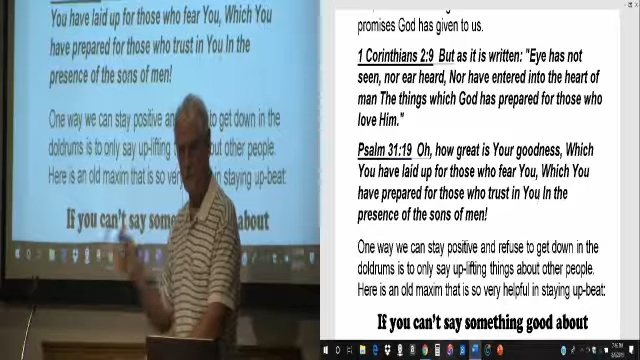 You have laid up for those who fear You, Which You
have prepared for those who trust in You In the
presence of the sons of men!
One way we can stay positive and to get down in the
doldrums is to only say up-lifting about other people.
Here is an old maxim that is so very in staying up-beat:
If you can't say about
promises God has given to us.
1 Corinthians 2:9 But as it is written: "Eye has not
seen, nor ear heard, Nor have entered into the heart of
man The things which God has prepared for those who
love Him."
Psalm 31:19 Oh, how great is Your goodness, Which
You have laid up for those who fear You, Which You
have prepared for those who trust in You In the
presence of the sons of men!
One way we can stay positive and refuse to get down in the
doldrums is to only say up-lifting things about other people.
Here is an old maxim that is so very helpful in staying up-beat:
If you can't say something good about